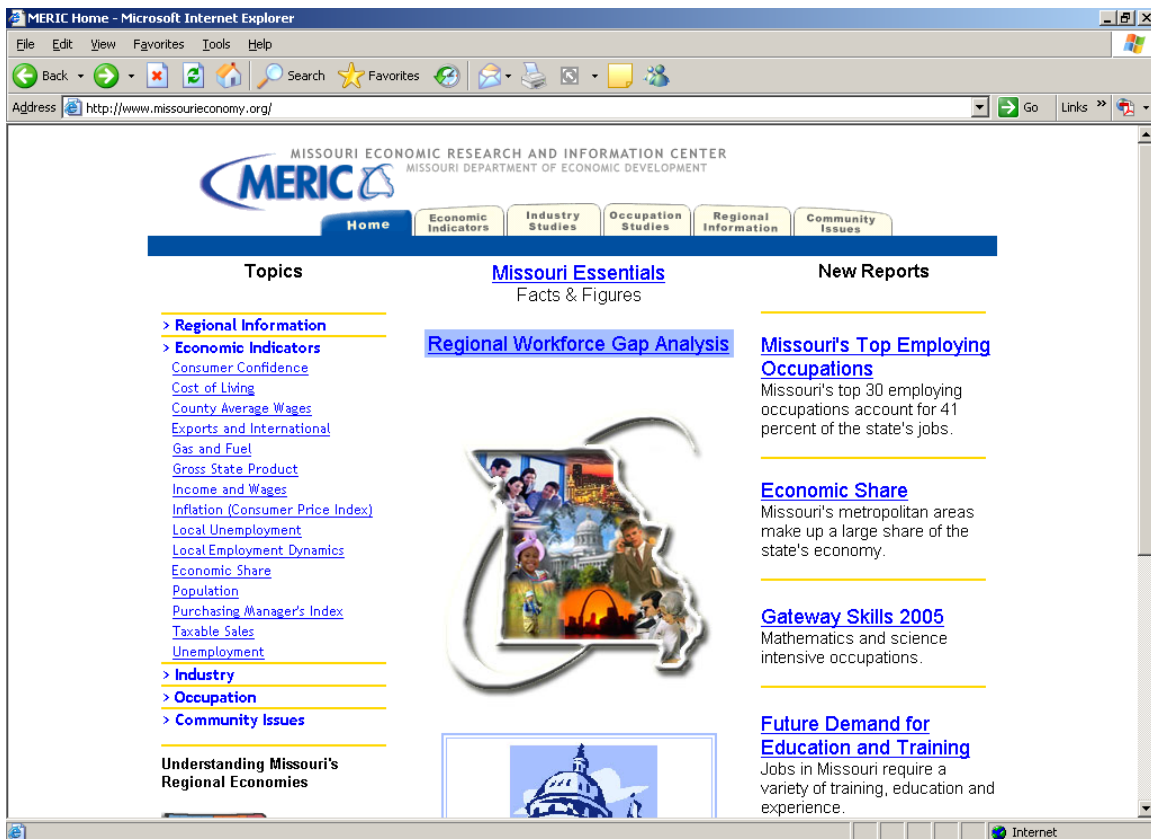 MERIC Home - Microsoft Internet Explorer
File Edit View Favorites Tools Help
Back Search Favorites
Address http://www.missourieconomy.org/ Go Links »
MISSOURI ECONOMIC RESEARCH AND INFORMATION CENTER
MISSOURI DEPARTMENT OF ECONOMIC DEVELOPMENT
MERIC
Home
Economic Indicators
Industry Studies
Occupation Studies
Regional Information
Community Issues
Topics
> Regional Information
> Economic Indicators
Consumer Confidence
Cost of Living
County Average Wages
Exports and International
Gas and Fuel
Gross State Product
Income and Wages
Inflation (Consumer Price Index)
Local Unemployment
Local Employment Dynamics
Economic Share
Population
Purchasing Manager's Index
Taxable Sales
Unemployment
> Industry
> Occupation
> Community Issues
Understanding Missouri's
Regional Economies
Missouri Essentials
Facts & Figures
Regional Workforce Gap Analysis
New Reports
Missouri's Top Employing
Occupations
Missouri's top 30 employing
occupations account for 41
percent of the state's jobs.
Economic Share
Missouri's metropolitan areas
make up a large share of the
state's economy.
Gateway Skills 2005
Mathematics and science
intensive occupations.
Future Demand for
Education and Training
Jobs in Missouri require a
variety of training, education and
experience.
Internet